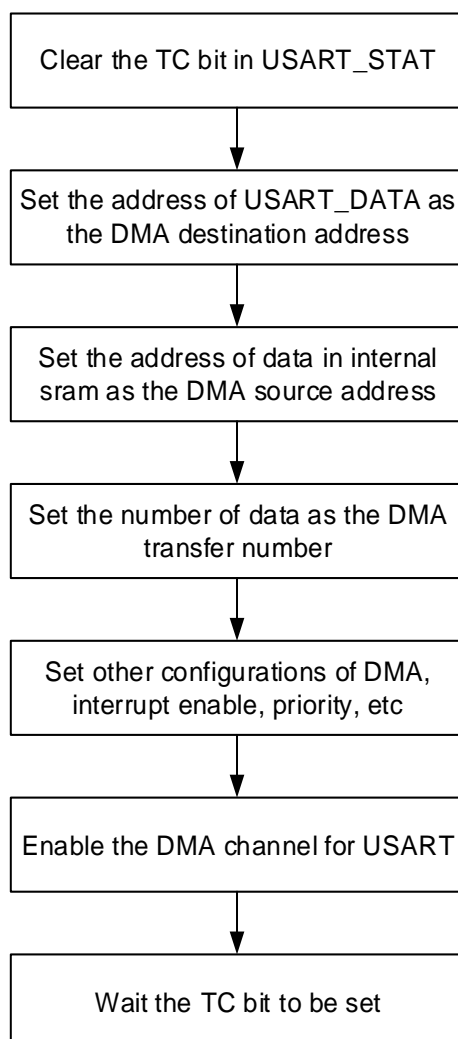 Clear the TC bit in USART_STAT
Set the address of USART_DATA as
the DMA destination address
Set the address of data in internal
sram as the DMA source address
Set the number of data as the DMA
transfer number
Set other configurations of DMA,
interrupt enable, priority, etc
Enable the DMA channel for USART
Wait the TC bit to be set